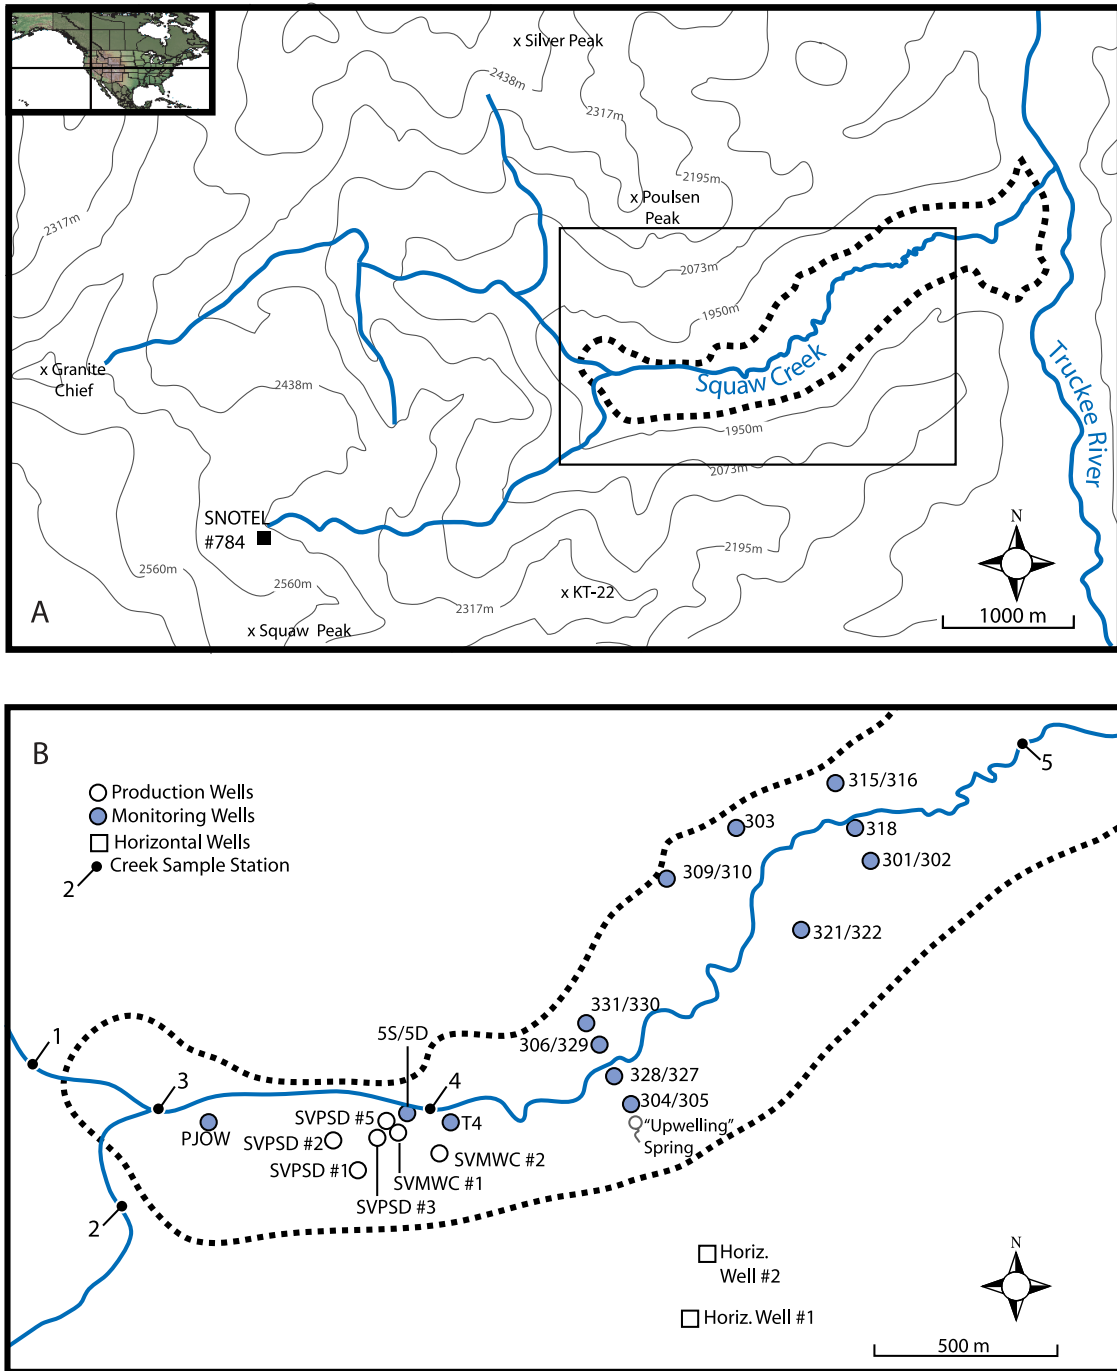 x Silver Peak
2438m
2317m
2195m
x Poulsen
Peak
2317m
2073m
1950m
x Granite
Chief
2438m
Squaw Creek
1950m
2073m
Truckee River
SNOTEL
#784
2195m
2560m
2560m
2317m
x KT-22
x Squaw Peak
N
1000 m
A
B
Production Wells
Monitoring Wells
Horizontal Wells
2 Creek Sample Station
5
315/316
303
318
301/302
309/310
321/322
331/330
306/329
5S/5D
1
3
4
328/327
304/305
"Upwelling"
Spring
PJOW
SVPSD #5
T4
SVPSD #2
SVPSD #1
SVMWC #2
SVMWC #1
SVPSD #3
2
Horiz.
Well #2
Horiz. Well #1
N
500 m